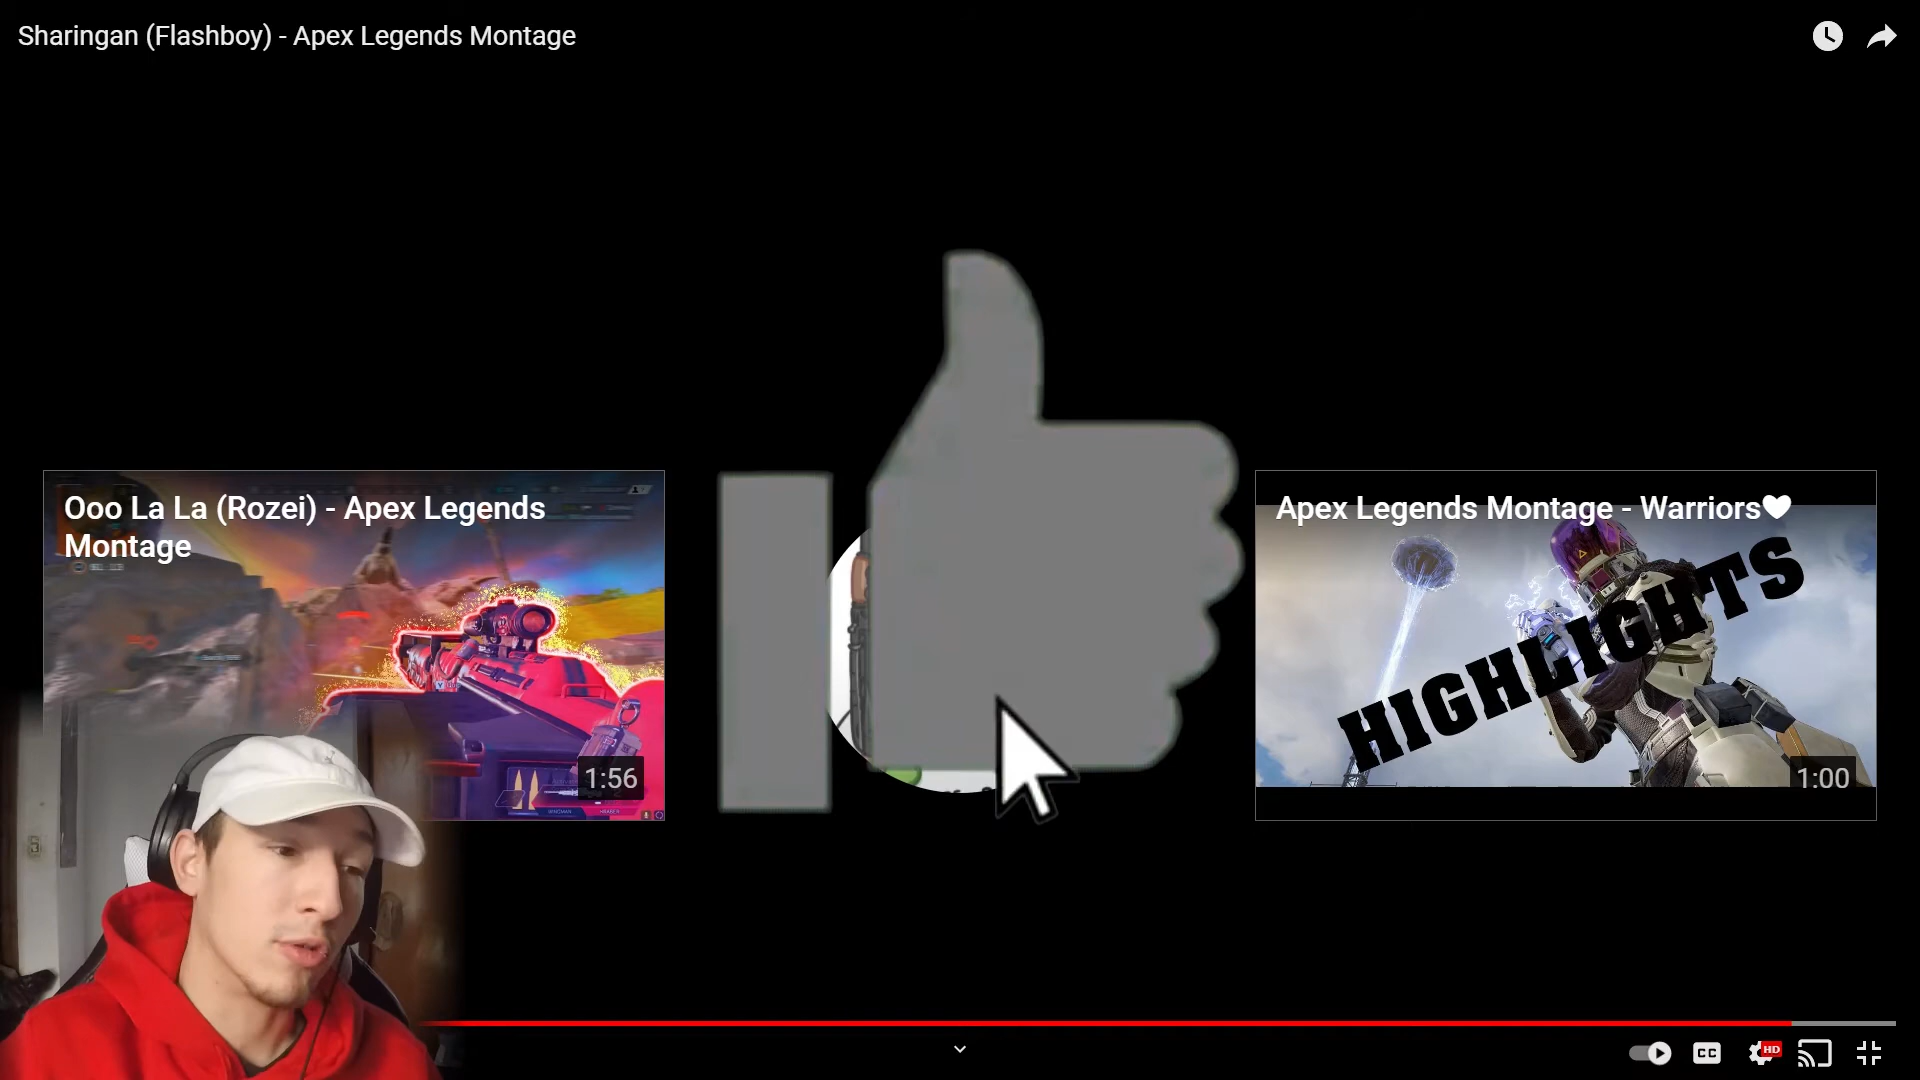 Sharingan (Flashboy) - Apex Legends Montage
Ooo La La (Rozei) - Apex Legends
Montage
1:56
Apex Legends Montage - Warriors🤍
HIGHLIGHTS
1:00
CC
HD